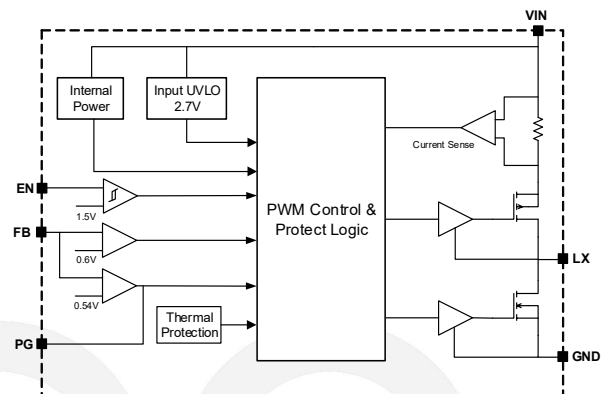 VIN
Internal
Power
Input UVLO
2.7V
Current Sense
EN
1.5V
PWM Control &
Protect Logic
FB
0.6V
LX
0.54V
Thermal
Protection
PG
GND